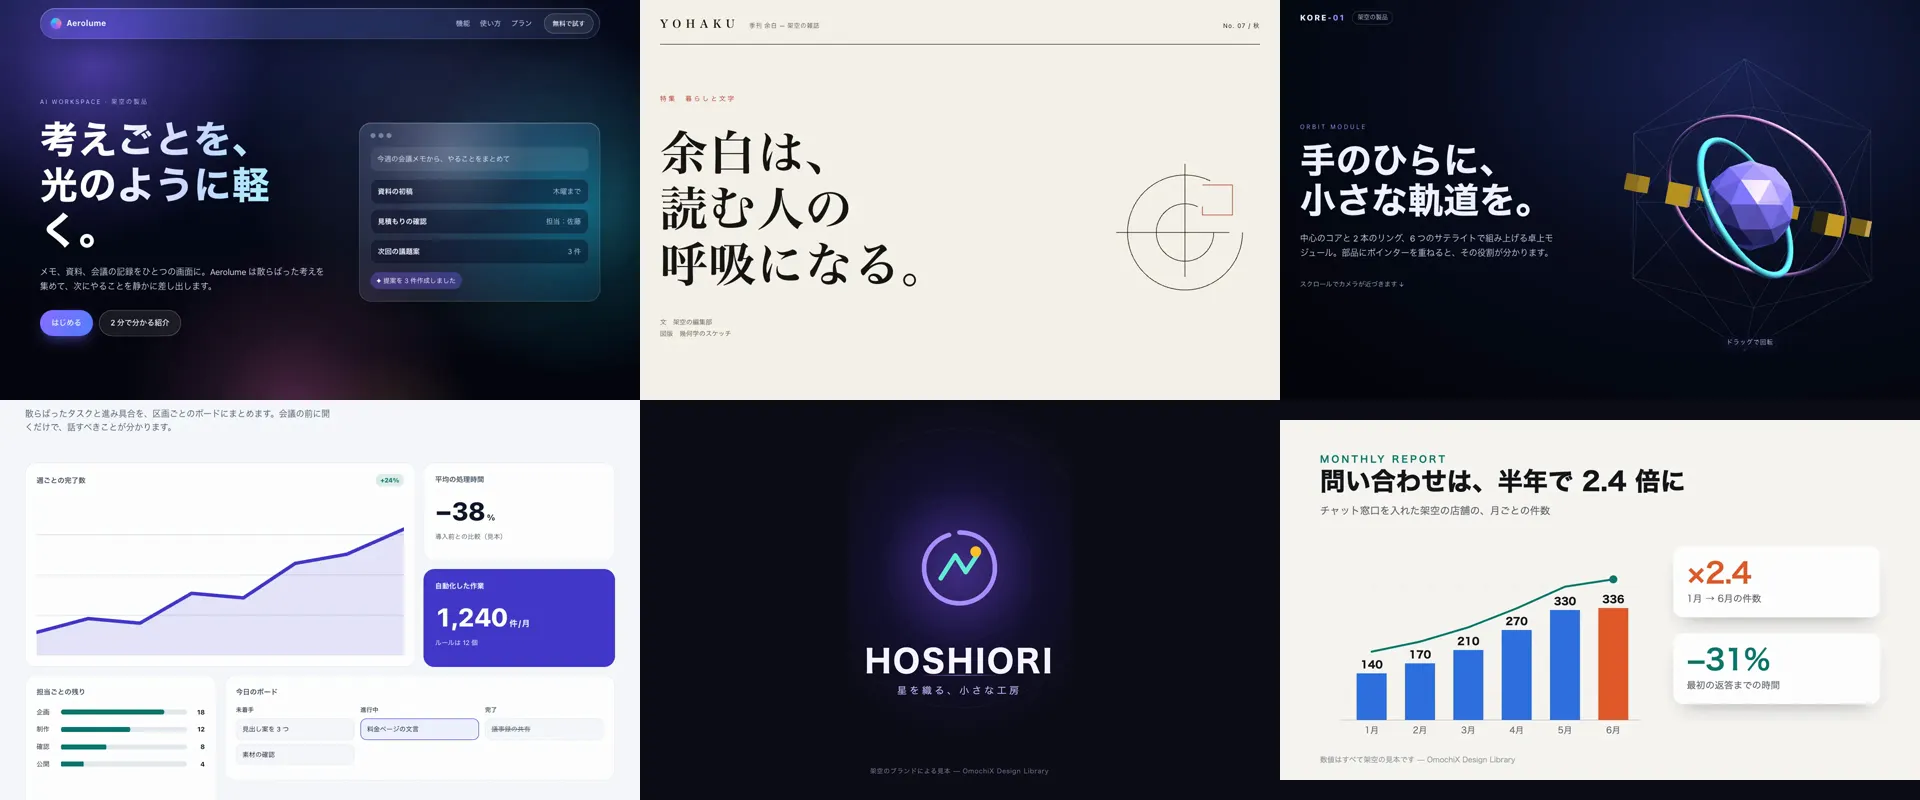 Aerolume
機能 使い方 プラン 無料で試す
AI WORKSPACE · 架空の製品
考えごとを、
光のように軽
く。
メモ、資料、会議の記録をひとつの画面に。Aerolume は散らばった考えを
集めて、次にやることを静かに差し出します。
はじめる 2 分で分かる紹介
今週の会議メモから、やることをまとめて
資料の初稿 木曜まで
見積もりの確認 担当：佐藤
次回の議題案 3 件
✦ 提案を 3 件作成しました
YOHAKU 季刊 余白 — 架空の雑誌 No. 07 / 秋
特集 暮らしと文字
余白は、
読む人の
呼吸になる。
文 架空の編集部
図版 幾何学のスケッチ
KORE-01 架空の製品
ORBIT MODULE
手のひらに、
小さな軌道を。
中心のコアと 2 本のリング、6 つのサテライトで組み上げる卓上モ
ジュール。部品にポインターを重ねると、その役割が分かります。
スクロールでカメラが近づきます ↓
ドラッグで回転
散らばったタスクと進み具合を、区画ごとのボードにまとめます。会議の前に開
くだけで、話すべきことが分かります。
週ごとの完了数 +24%
平均の処理時間
−38%
導入前との比較（見本）
自動化した作業
1,240件/月
ルールは 12 個
担当ごとの残り
企画 18
制作 12
確認 8
公開 4
今日のボード
未着手 進行中 完了
見出し案を 3 つ 料金ページの文言 議事録の共有
素材の確認
HOSHIORI
星を織る、小さな工房
架空のブランドによる見本 — OmochiX Design Library
MONTHLY REPORT
問い合わせは、半年で 2.4 倍に
チャット窓口を入れた架空の店舗の、月ごとの件数
140 170 210 270 330 336
1月 2月 3月 4月 5月 6月
×2.4
1月 → 6月の件数
−31%
最初の返答までの時間
数値はすべて架空の見本です — OmochiX Design Library